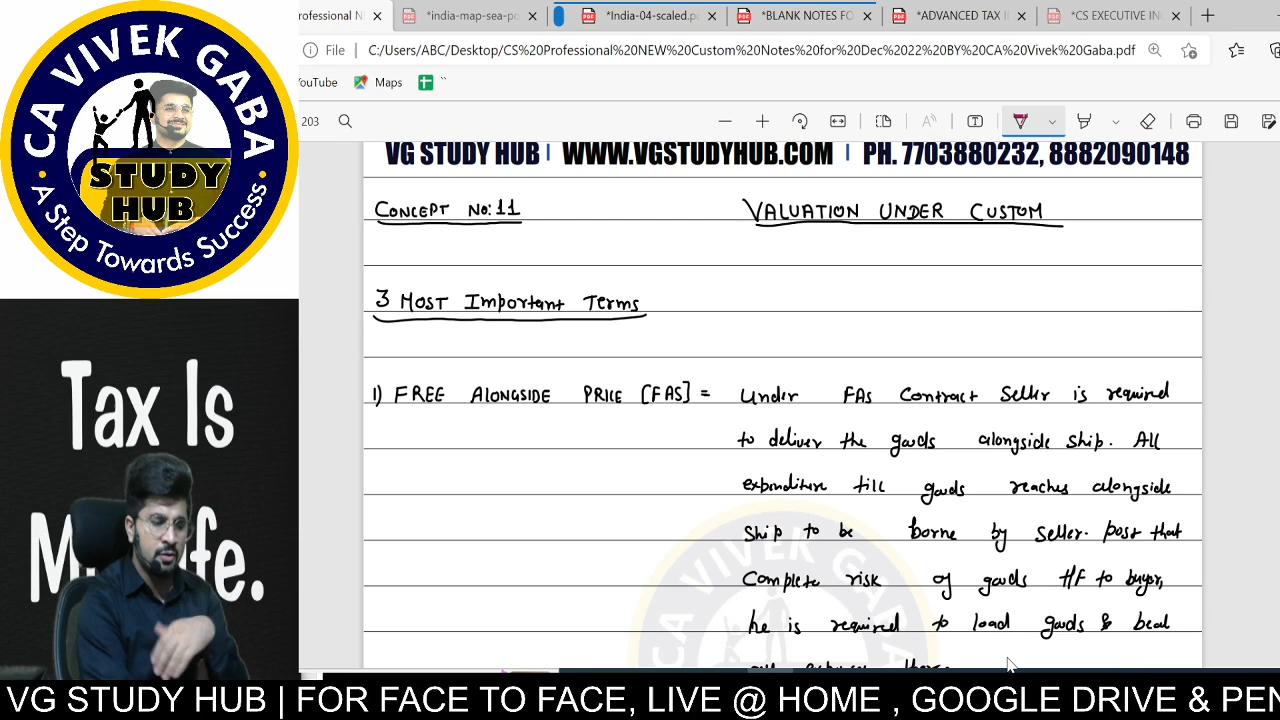 CA VIVEK GABA
STUDY
HUB
• A Step Towards Success •
Tax Is
rofessional N
*india-map-sea-po
*India-04-scaled.p
*BLANK NOTES FO
*ADVANCED TAX
*CS EXECUTIVE IN
File
C:/Users/ABC/Desktop/CS%20Professional%20NEW%20Custom%20Notes%20for%20Dec%2022%20BY%20CA%20Vivek%20Gaba.pdf
YouTube
Maps
203
VG STUDY HUB | WWW.VGSTUDYHUB.COM | PH. 7703880232, 8882090148
CONCEPT NO:11 VALUATION UNDER CUSTOM
3 MOST Important Terms
1) FREE ALONGSIDE PRICE [FAS] = Under FAS Contract Seller is required
to deliver the goods alongside ship. All
expenditure till goods reaches alongside
Ship to be borne by seller. post that
Complete risk of goods T/F to buyer,
he is required to load goods & bear
VG STUDY HUB | FOR FACE TO FACE, LIVE @ HOME , GOOGLE DRIVE & PEN